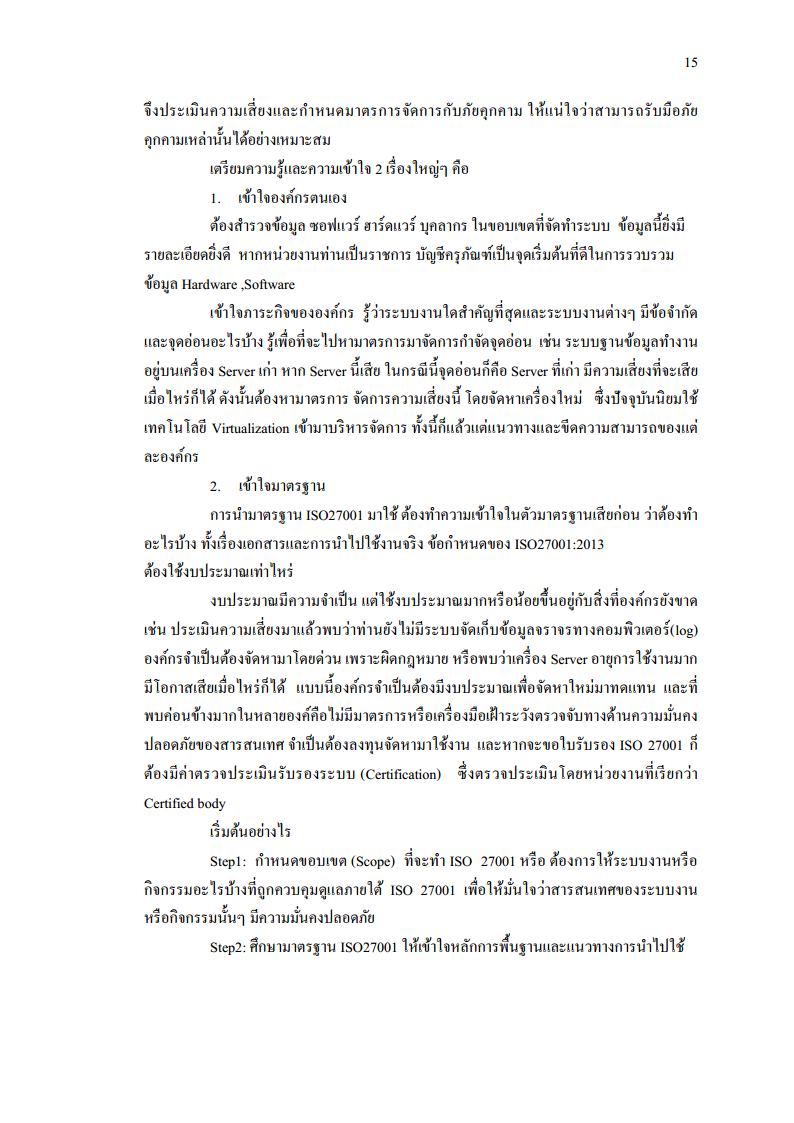 15
จึงประเมินความเสี่ยงและกำหนดมาตรการจัดการกับภัยคุกคาม ให้แน่ใจว่าสามารถรับมือภัย
คุกคามเหล่านั้นได้อย่างเหมาะสม
เตรียมความรู้และความเข้าใจ 2 เรื่องใหญ่ๆ คือ
1. เข้าใจองค์กรตนเอง
ต้องสำรวจข้อมูล ซอฟแวร์ ฮาร์ดแวร์ บุคลากร ในขอบเขตที่จัดทำระบบ ข้อมูลนี้ยิ่งมี
รายละเอียดยิ่งดี หากหน่วยงานท่านเป็นราชการ บัญชีครุภัณฑ์เป็นจุดเริ่มต้นที่ดีในการรวบรวม
ข้อมูล Hardware ,Software
เข้าใจภาระกิจขององค์กร รู้ว่าระบบงานใดสำคัญที่สุดและระบบงานต่างๆ มีข้อจำกัด
และจุดอ่อนอะไรบ้าง รู้เพื่อที่จะไปหามาตรการมาจัดการกำจัดจุดอ่อน เช่น ระบบฐานข้อมูลทำงาน
อยู่บนเครื่อง Server เก่า หาก Server นี้เสีย ในกรณีนี้จุดอ่อนก็คือ Server ที่เก่า มีความเสี่ยงที่จะเสีย
เมื่อไหร่ก็ได้ ดังนั้นต้องหามาตรการ จัดการความเสี่ยงนี้ โดยจัดหาเครื่องใหม่ ซึ่งปัจจุบันนิยมใช้
เทคโนโลยี Virtualization เข้ามาบริหารจัดการ ทั้งนี้ก็แล้วแต่แนวทางและขีดความสามารถของแต่
ละองค์กร
2. เข้าใจมาตรฐาน
การนำมาตรฐาน ISO27001 มาใช้ ต้องทำความเข้าใจในตัวมาตรฐานเสียก่อน ว่าต้องทำ
อะไรบ้าง ทั้งเรื่องเอกสารและการนำไปใช้งานจริง ข้อกำหนดของ ISO27001:2013
ต้องใช้งบประมาณเท่าไหร่
งบประมาณมีความจำเป็น แต่ใช้งบประมาณมากหรือน้อยขึ้นอยู่กับสิ่งที่องค์กรยังขาด
เช่น ประเมินความเสี่ยงมาแล้วพบว่าท่านยังไม่มีระบบจัดเก็บข้อมูลจราจรทางคอมพิวเตอร์(log)
องค์กรจำเป็นต้องจัดหามาโดยด่วน เพราะผิดกฎหมาย หรือพบว่าเครื่อง Server อายุการใช้งานมาก
มีโอกาสเสียเมื่อไหร่ก็ได้ แบบนี้องค์กรจำเป็นต้องมีงบประมาณเพื่อจัดหาใหม่มาทดแทน และที่
พบค่อนข้างมากในหลายองค์คือไม่มีมาตรการหรือเครื่องมือเฝ้าระวังตรวจจับทางด้านความมั่นคง
ปลอดภัยของสารสนเทศ จำเป็นต้องลงทุนจัดหามาใช้งาน และหากจะขอใบรับรอง ISO 27001 ก็
ต้องมีค่าตรวจประเมินรับรองระบบ (Certification) ซึ่งตรวจประเมินโดยหน่วยงานที่เรียกว่า
Certified body
เริ่มต้นอย่างไร
Step1: กำหนดขอบเขต (Scope) ที่จะทำ ISO 27001 หรือ ต้องการให้ระบบงานหรือ
กิจกรรมอะไรบ้างที่ถูกควบคุมดูแลภายใต้ ISO 27001 เพื่อให้มั่นใจว่าสารสนเทศของระบบงาน
หรือกิจกรรมนั้นๆ มีความมั่นคงปลอดภัย
Step2: ศึกษามาตรฐาน ISO27001 ให้เข้าใจหลักการพื้นฐานและแนวทางการนำไปใช้